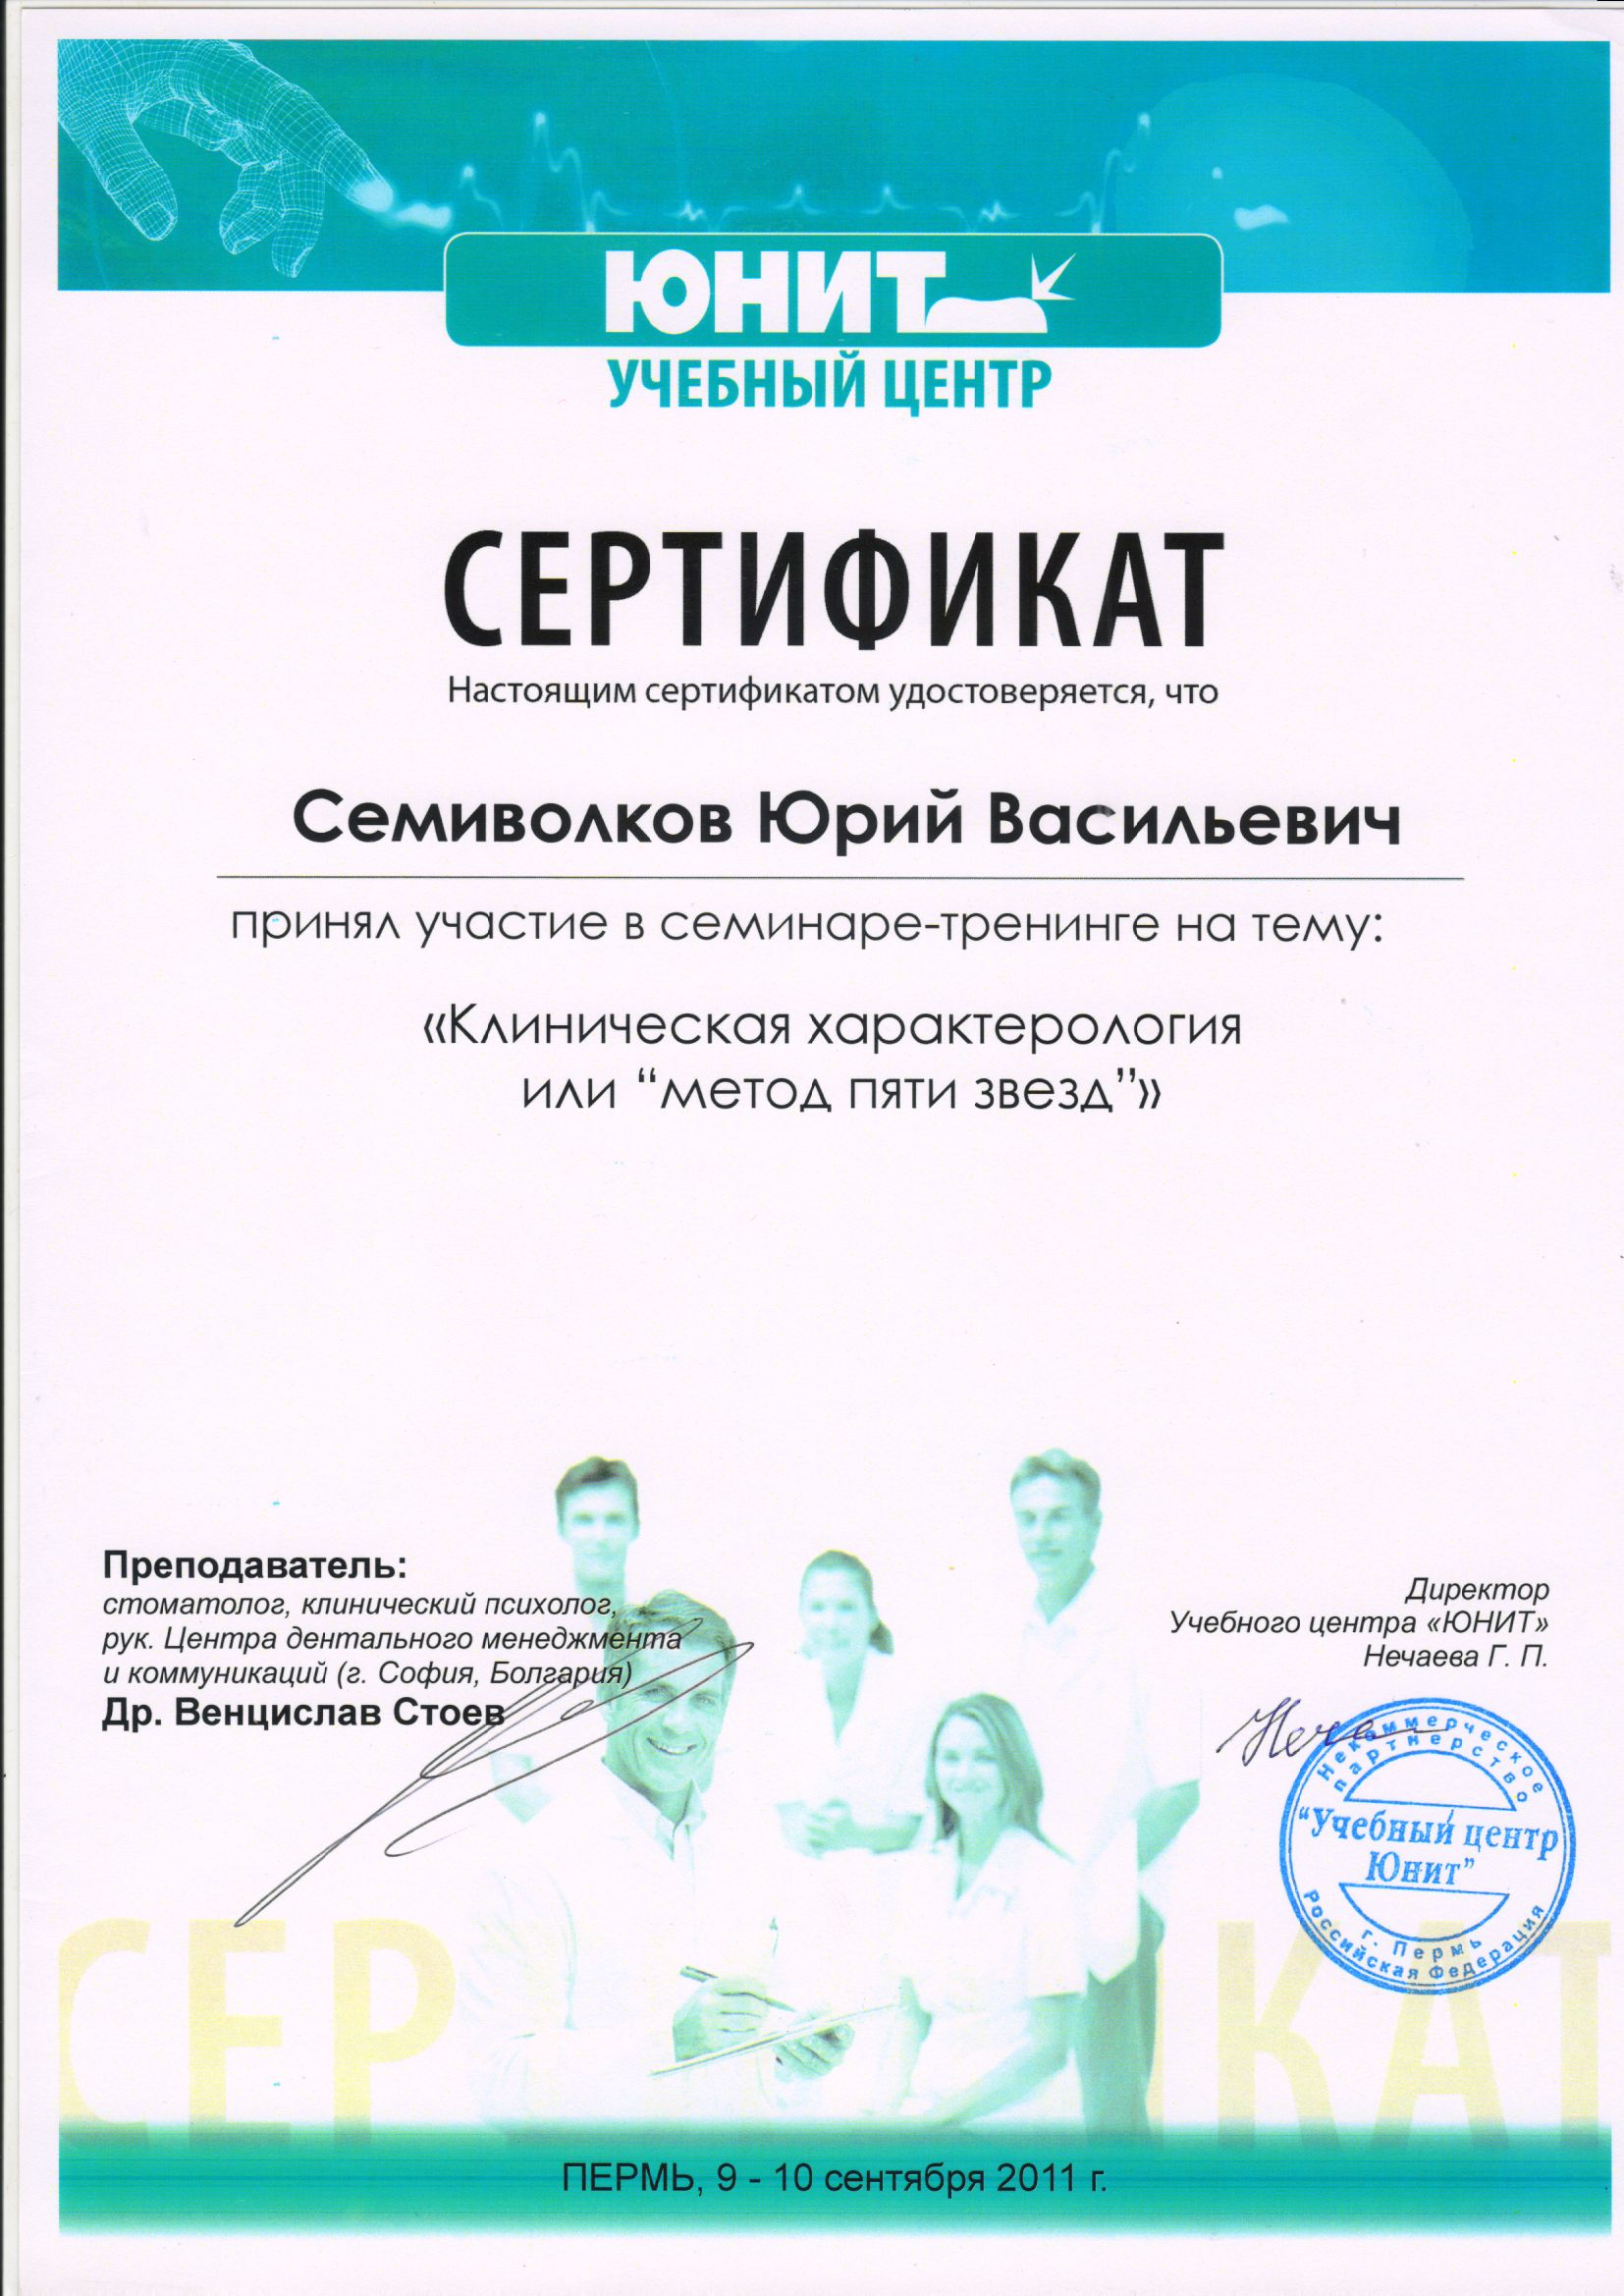 ЮНИТ
УЧЕБНЫЙ ЦЕНТР
СЕРТИФИКАТ
Настоящим сертификатом удостоверяется, что
Семиволков Юрий Васильевич
принял участие в семинаре-тренинге на тему:
«Клиническая характерология
или “метод пяти звезд”»
Преподаватель:
стоматолог, клинический психолог,
рук. Центра дентального менеджмента
и коммуникаций (г. София, Болгария)
Др. Венцислав Стоев
Директор
Учебного центра «ЮНИТ»
Нечаева Г. П.
Некоммерческое
партнерство
“Учебный центр
Юнит”
г. Пермь
Российская Федерация
СЕР ИКАТ
ПЕРМЬ, 9 - 10 сентября 2011 г.